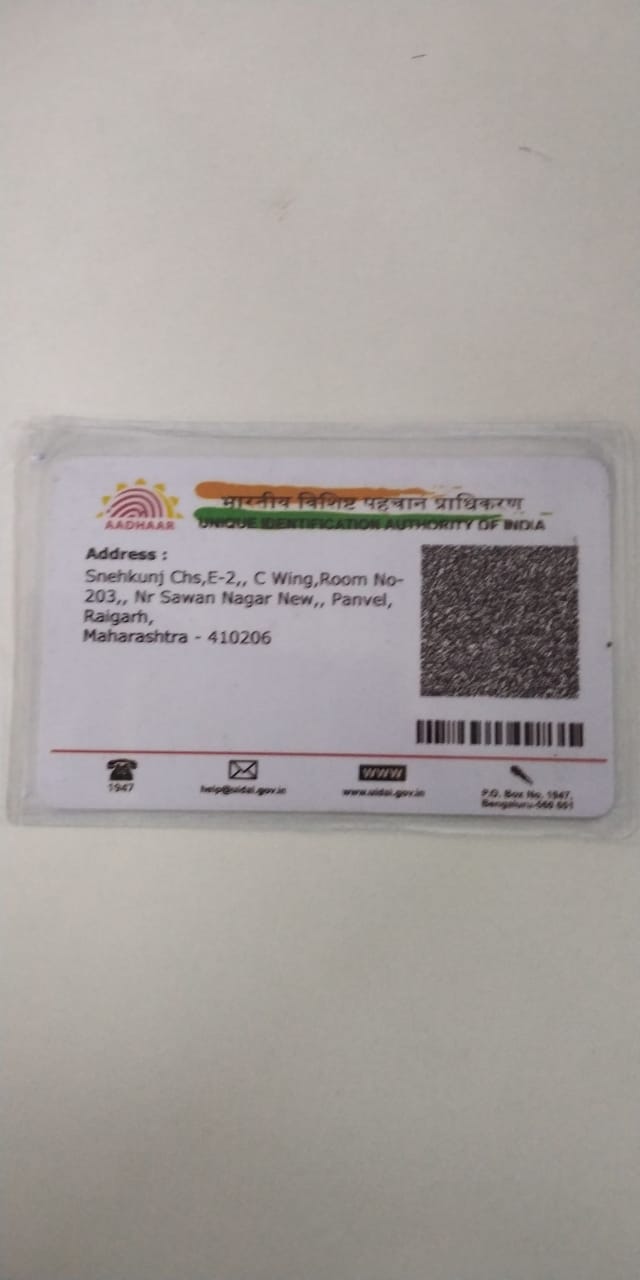 भारतीय विशिष्ट पहचान प्राधिकरण
AADHAAR
UNIQUE IDENTIFICATION AUTHORITY OF INDIA
Address :
Snehkunj Chs,E-2,, C Wing,Room No-
203,, Nr Sawan Nagar New,, Panvel,
Raigarh,
Maharashtra - 410206
1947
help@uidai.gov.in
WWW
www.uidai.gov.in
P.O. Box No. 1947,
Bengaluru-560 001